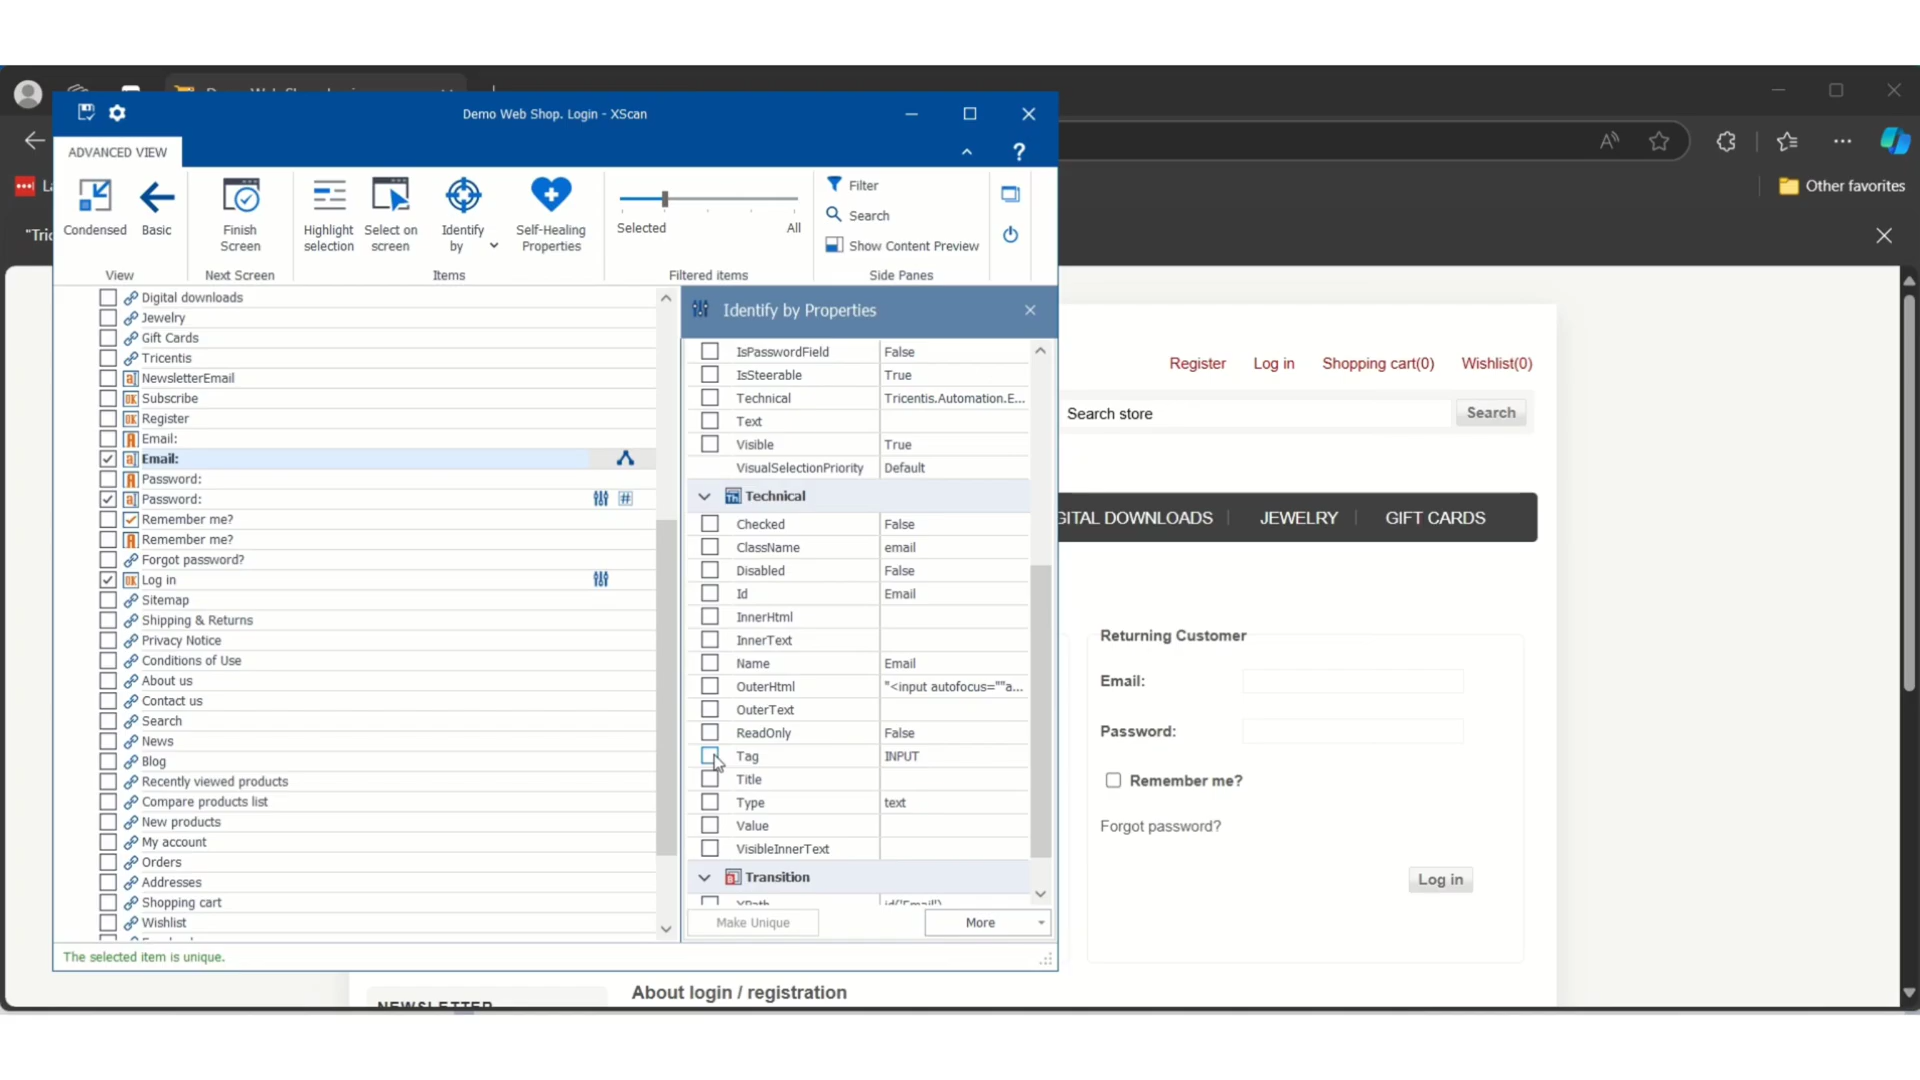 Demo Web Shop. Login - XScan
ADVANCED VIEW
?
Condensed
Basic
Finish Screen
Highlight selection
Select on screen
Identify by
Self-Healing Properties
Selected
All
Filter
Search
Show Content Preview
View
Next Screen
Items
Filtered items
Side Panes
Other favorites
Digital downloads
Jewelry
Gift Cards
Tricentis
NewsletterEmail
Subscribe
Register
Email:
Email:
Password:
Password:
Remember me?
Remember me?
Forgot password?
Log in
Sitemap
Shipping & Returns
Privacy Notice
Conditions of Use
About us
Contact us
Search
News
Blog
Recently viewed products
Compare products list
New products
My account
Orders
Addresses
Shopping cart
Wishlist
The selected item is unique.
Identify by Properties
IsPasswordField False
IsSteerable True
Technical Tricentis.Automation.E...
Text
Visible True
VisualSelectionPriority Default
Technical
Checked False
ClassName email
Disabled False
Id Email
InnerHtml
InnerText
Name Email
OuterHtml "<input autofocus=""a...
OuterText
ReadOnly False
Tag INPUT
Title
Type text
Value
VisibleInnerText
Transition
XPath id('Email')
Make Unique
More
Register Log in Shopping cart(0) Wishlist(0)
Search store
Search
GITAL DOWNLOADS JEWELRY GIFT CARDS
Returning Customer
Email:
Password:
Remember me?
Forgot password?
Log in
NEWSLETTER
About login / registration